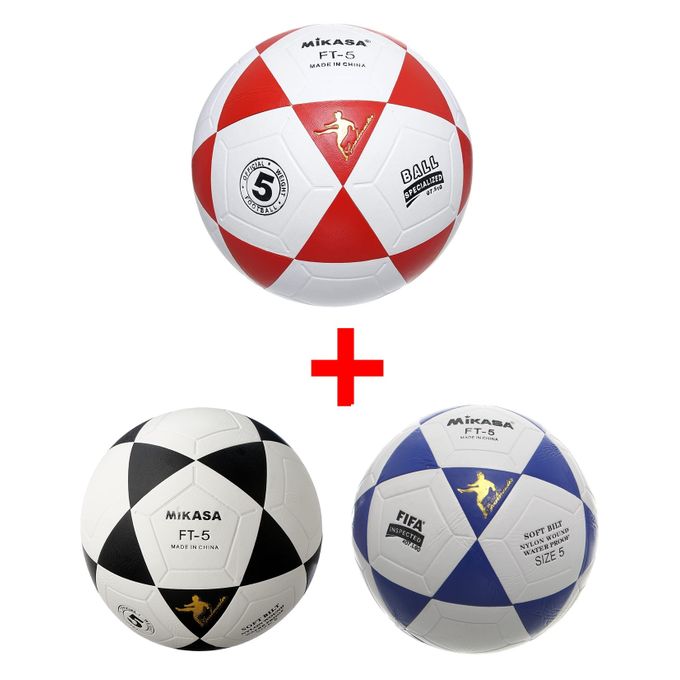 MIKASA®
FT-5
MADE IN CHINA
OFFICIAL WEIGHT
5
FOOTBALL
BALL
SPECIALIZED
MIKASA
FT-5
MADE IN CHINA
5
SOFT BILT
MIKASA
FT-5
MADE IN CHINA
FIFA
INSPECTED
SOFT BILT
NYLON WOUND
WATER PROOF
SIZE 5